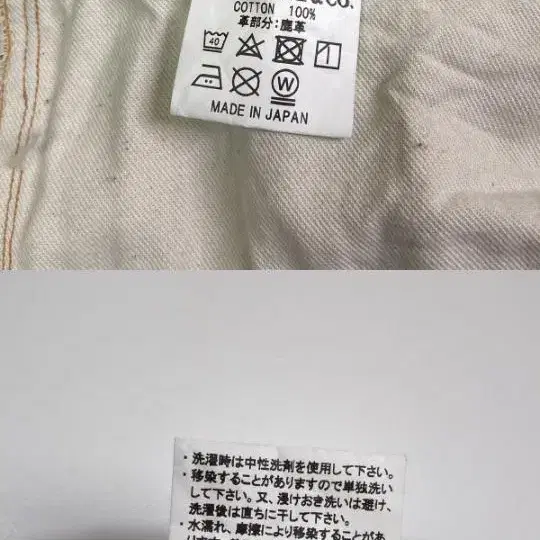 &CO.
COTTON 100%
革部分:鹿革
40
W
MADE IN JAPAN
・洗濯時は中性洗剤を使用して下さい。
・移染することがありますので単独洗い
して下さい。又、浸けおき洗いは避け、
洗濯後は直ちに干して下さい。
・水濡れ、摩擦により移染することがあ